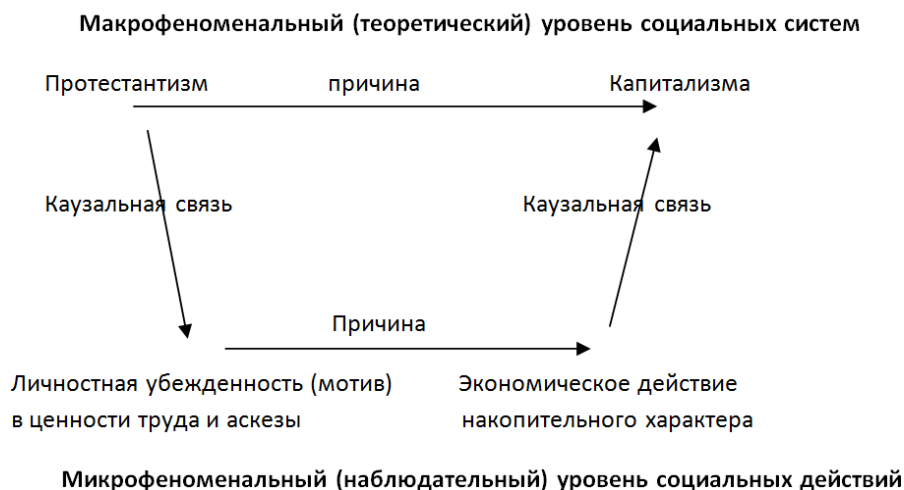 Макрофеноменальный (теоретический) уровень социальных систем
Протестантизм причина Капитализма
Каузальная связь Каузальная связь
Причина
Личностная убежденность (мотив) Экономическое действие
в ценности труда и аскезы накопительного характера
Микрофеноменальный (наблюдательный) уровень социальных действий